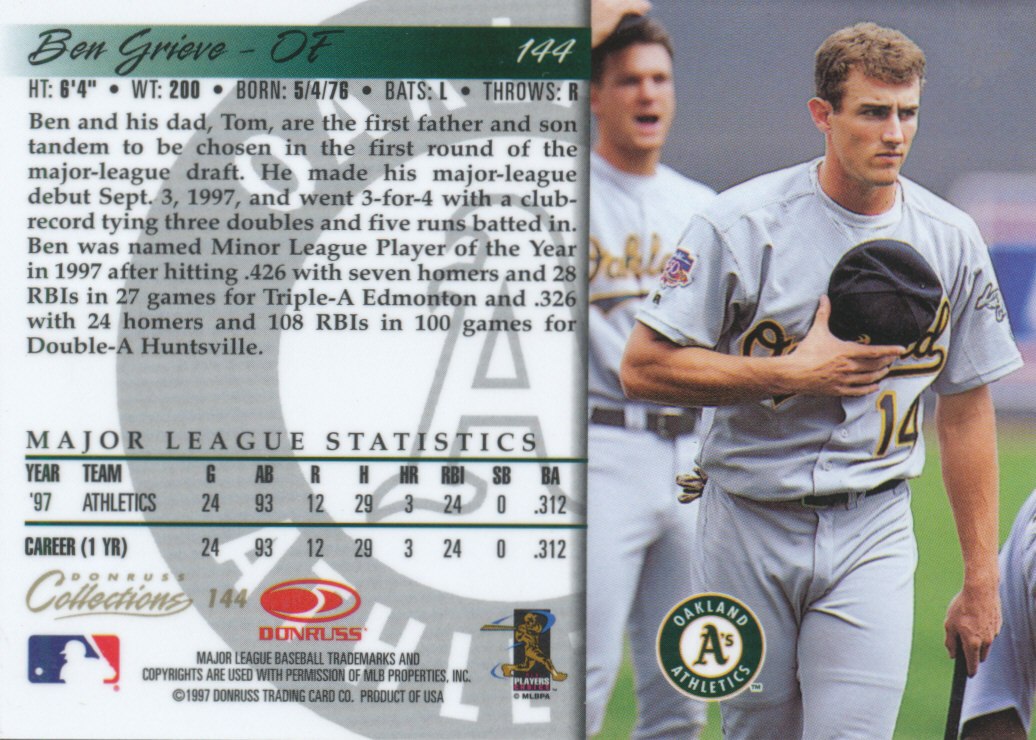 Ben Grieve - OF 144
HT: 6'4" • WT: 200 • BORN: 5/4/76 • BATS: L • THROWS: R
Ben and his dad, Tom, are the first father and son
tandem to be chosen in the first round of the
major-league draft. He made his major-league
debut Sept. 3, 1997, and went 3-for-4 with a club-
record tying three doubles and five runs batted in.
Ben was named Minor League Player of the Year
in 1997 after hitting .426 with seven homers and 28
RBIs in 27 games for Triple-A Edmonton and .326
with 24 homers and 108 RBIs in 100 games for
Double-A Huntsville.
MAJOR LEAGUE STATISTICS
YEAR TEAM G AB R H HR RBI SB BA
'97 ATHLETICS 24 93 12 29 3 24 0 .312
CAREER (1 YR) 24 93 12 29 3 24 0 .312
DONRUSS
Collections 144
DONRUSS
MAJOR LEAGUE BASEBALL TRADEMARKS AND
COPYRIGHTS ARE USED WITH PERMISSION OF MLB PROPERTIES, INC.
©1997 DONRUSS TRADING CARD CO. PRODUCT OF USA
PLAYERS
CHOICE
© MLBPA
14
OAKLAND
A's
ATHLETICS
TM